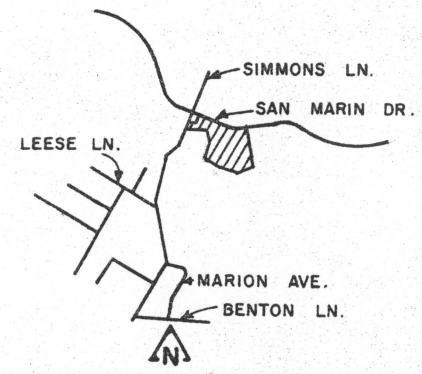 SIMMONS LN.
SAN MARIN DR.
LEESE LN.
MARION AVE.
BENTON LN.
N